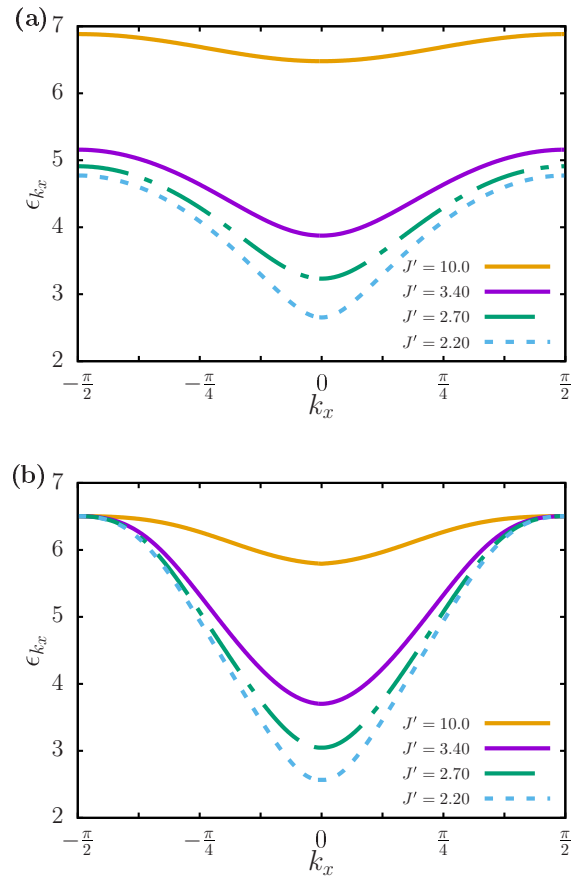 (a)
7
6
5
4
3
2
ϵ_{k_x}
J′ = 10.0
J′ = 3.40
J′ = 2.70
J′ = 2.20
−π/2 −π/4 0 π/4 π/2
k_x
(b)
7
6
5
4
3
2
ϵ_{k_x}
J′ = 10.0
J′ = 3.40
J′ = 2.70
J′ = 2.20
−π/2 −π/4 0 π/4 π/2
k_x